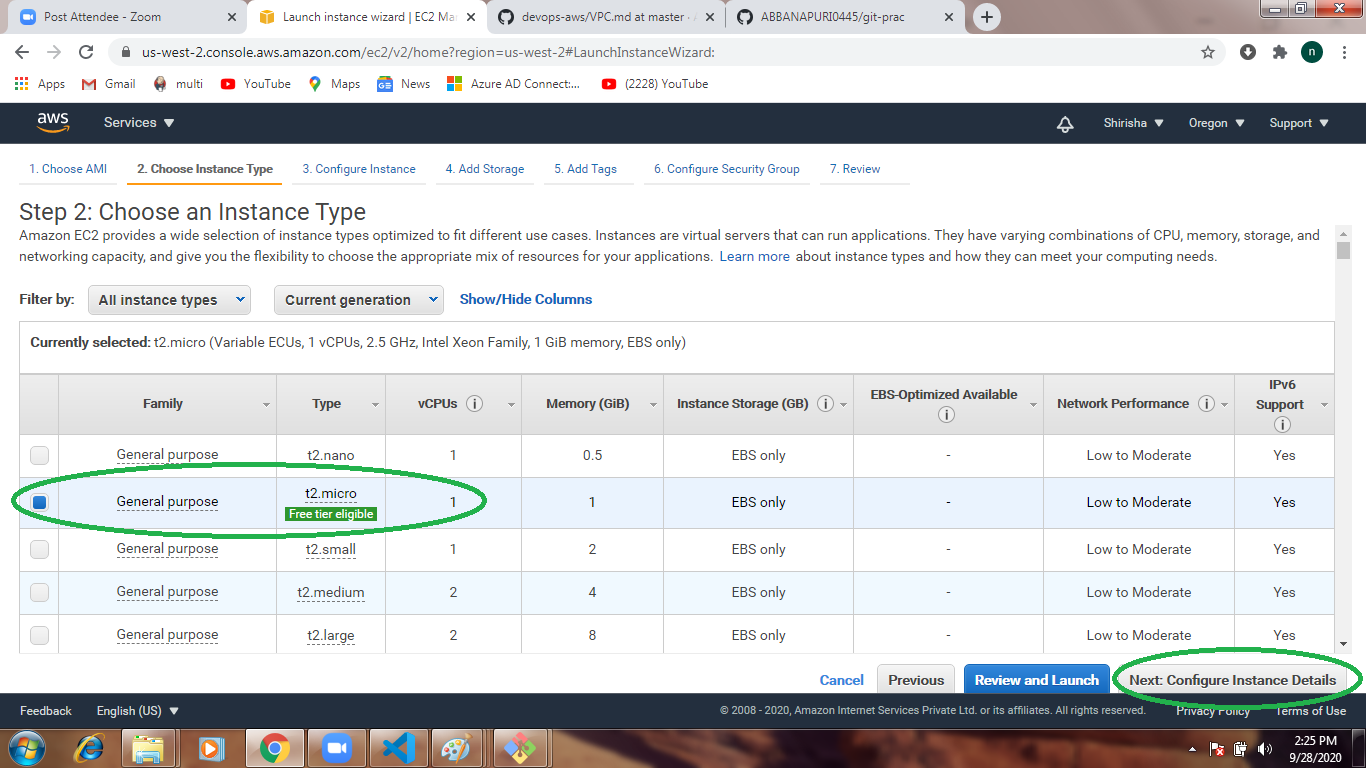 Post Attendee - Zoom
Launch instance wizard | EC2 Ma
devops-aws/VPC.md at master ·
ABBANAPURI0445/git-prac
us-west-2.console.aws.amazon.com/ec2/v2/home?region=us-west-2#LaunchInstanceWizard:
n
Apps Gmail multi YouTube Maps News Azure AD Connect:... (2228) YouTube
aws Services Shirisha Oregon Support
1. Choose AMI 2. Choose Instance Type 3. Configure Instance 4. Add Storage 5. Add Tags 6. Configure Security Group 7. Review
Step 2: Choose an Instance Type
Amazon EC2 provides a wide selection of instance types optimized to fit different use cases. Instances are virtual servers that can run applications. They have varying combinations of CPU, memory, storage, and
networking capacity, and give you the flexibility to choose the appropriate mix of resources for your applications. Learn more about instance types and how they can meet your computing needs.
Filter by: All instance types Current generation Show/Hide Columns
Currently selected: t2.micro (Variable ECUs, 1 vCPUs, 2.5 GHz, Intel Xeon Family, 1 GiB memory, EBS only)
Family Type vCPUs Memory (GiB) Instance Storage (GB) EBS-Optimized Available Network Performance IPv6 Support
General purpose t2.nano 1 0.5 EBS only - Low to Moderate Yes
General purpose t2.micro 1 1 EBS only - Low to Moderate Yes
Free tier eligible
General purpose t2.small 1 2 EBS only - Low to Moderate Yes
General purpose t2.medium 2 4 EBS only - Low to Moderate Yes
General purpose t2.large 2 8 EBS only - Low to Moderate Yes
Cancel Previous Review and Launch Next: Configure Instance Details
Feedback English (US) © 2008 - 2020, Amazon Internet Services Private Ltd. or its affiliates. All rights reserved. Privacy Policy Terms of Use
2:25 PM
9/28/2020